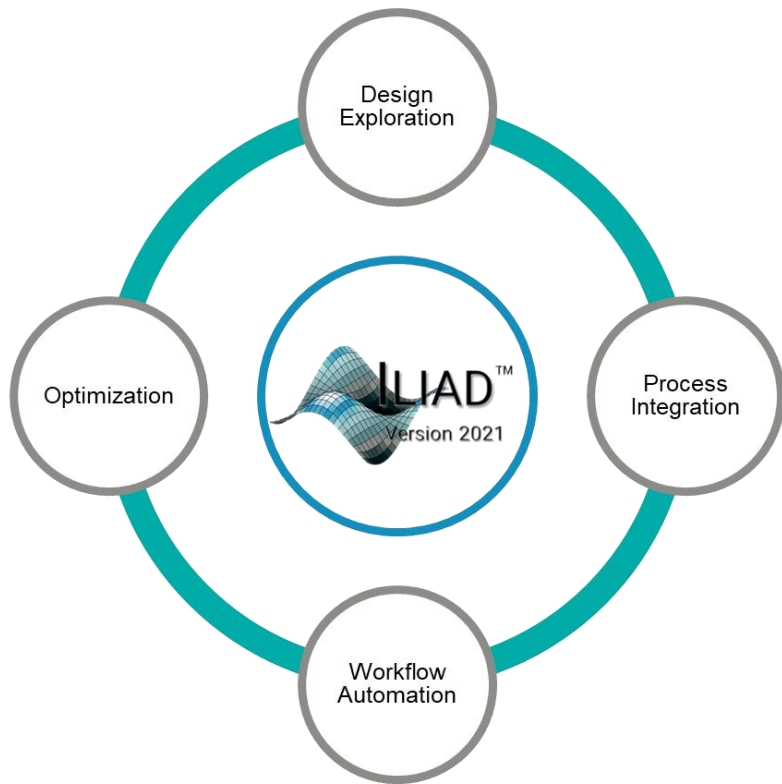 Design
Exploration
Optimization
ILIAD™
Version 2021
Process
Integration
Workflow
Automation